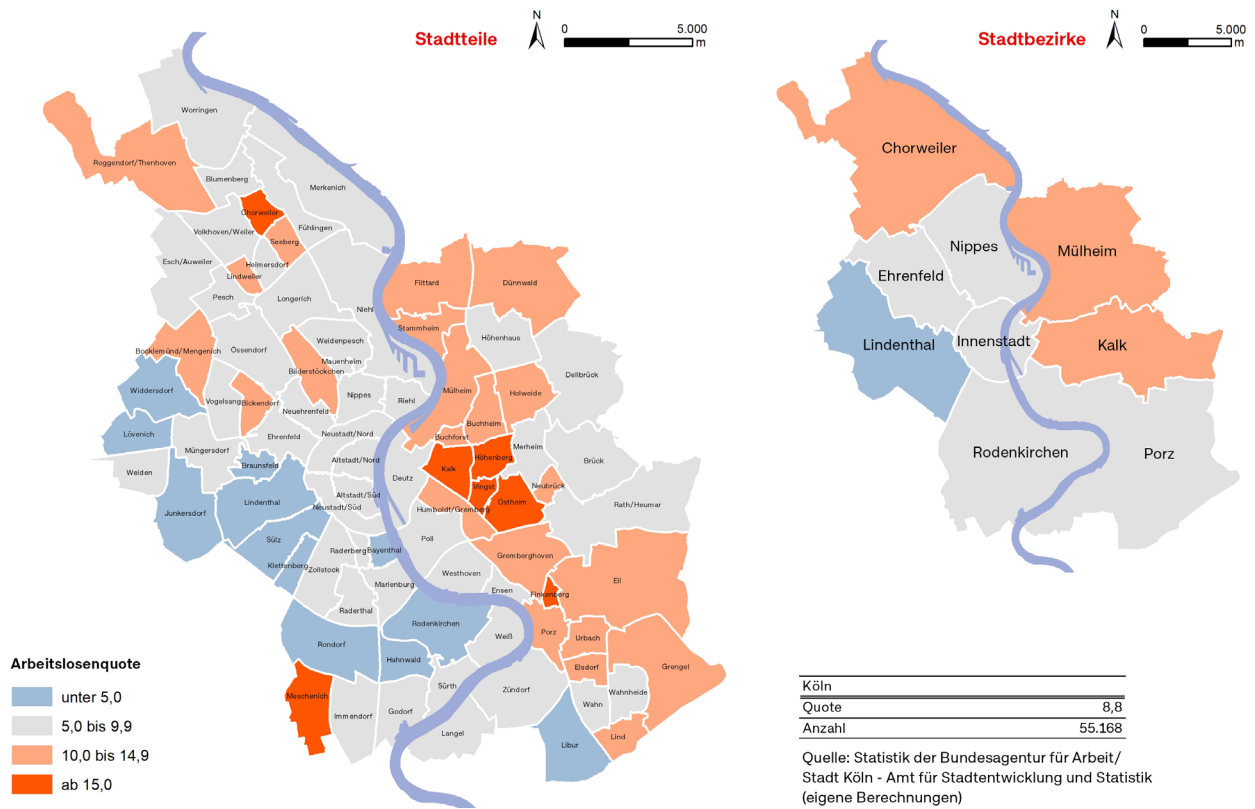 Stadtteile
N
0
5.000
m
Worringen
Roggendorf/Thenhoven
Blumenberg
Merkenich
Chorweiler
Volkhoven/Weiler
Fühlingen
Seeberg
Esch/Auweiler
Heimersdorf
Lindweiler
Pesch
Longerich
Flittard
Dünnwald
Niehl
Stammheim
Höhenhaus
Weidenpesch
Bocklemünd/Mengenich
Ossendorf
Mauenheim
Bilderstöckchen
Dellbrück
Widdersdorf
Mülheim
Holweide
Vogelsang
Bickendorf
Nippes
Riehl
Neuehrenfeld
Buchheim
Lövenich
Ehrenfeld
Neustadt/Nord
Buchforst
Müngersdorf
Merheim
Höhenberg
Weiden
Braunsfeld
Altstadt/Nord
Kalk
Brück
Deutz
Vingst
Neubrück
Lindenthal
Altstadt/Süd
Ostheim
Neustadt/Süd
Humboldt/Gremberg
Rath/Heumar
Junkersdorf
Sülz
Raderberg
Bayenthal
Poll
Gremberghoven
Klettenberg
Zollstock
Westhoven
Marienburg
Eil
Ensen
Finkenberg
Raderthal
Rodenkirchen
Weiß
Porz
Urbach
Rondorf
Hahnwald
Elsdorf
Grengel
Meschenich
Sürth
Zündorf
Wahnheide
Wahn
Immendorf
Godorf
Langel
Lind
Libur
Arbeitslosenquote
unter 5,0
5,0 bis 9,9
10,0 bis 14,9
ab 15,0
Stadtbezirke
N
0
5.000
m
Chorweiler
Nippes
Mülheim
Ehrenfeld
Lindenthal
Innenstadt
Kalk
Rodenkirchen
Porz
Köln
Quote 8,8
Anzahl 55.168
Quelle: Statistik der Bundesagentur für Arbeit/
Stadt Köln - Amt für Stadtentwicklung und Statistik
(eigene Berechnungen)